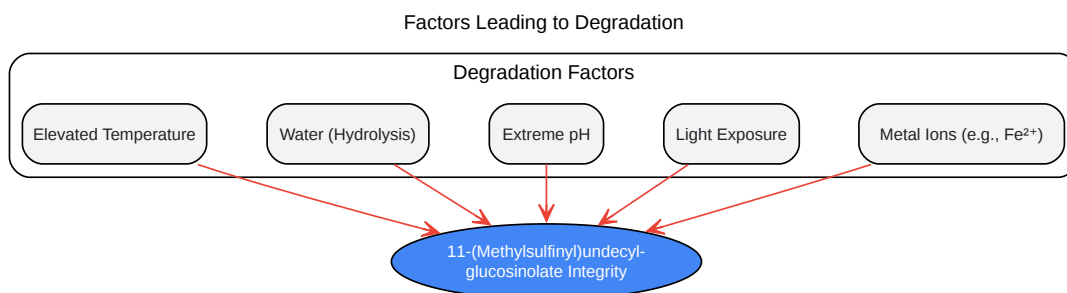 Factors Leading to Degradation
Degradation Factors
Elevated Temperature
Water (Hydrolysis)
Extreme pH
Light Exposure
Metal Ions (e.g., Fe²⁺)
11-(Methylsulfinyl)undecyl-
glucosinolate Integrity